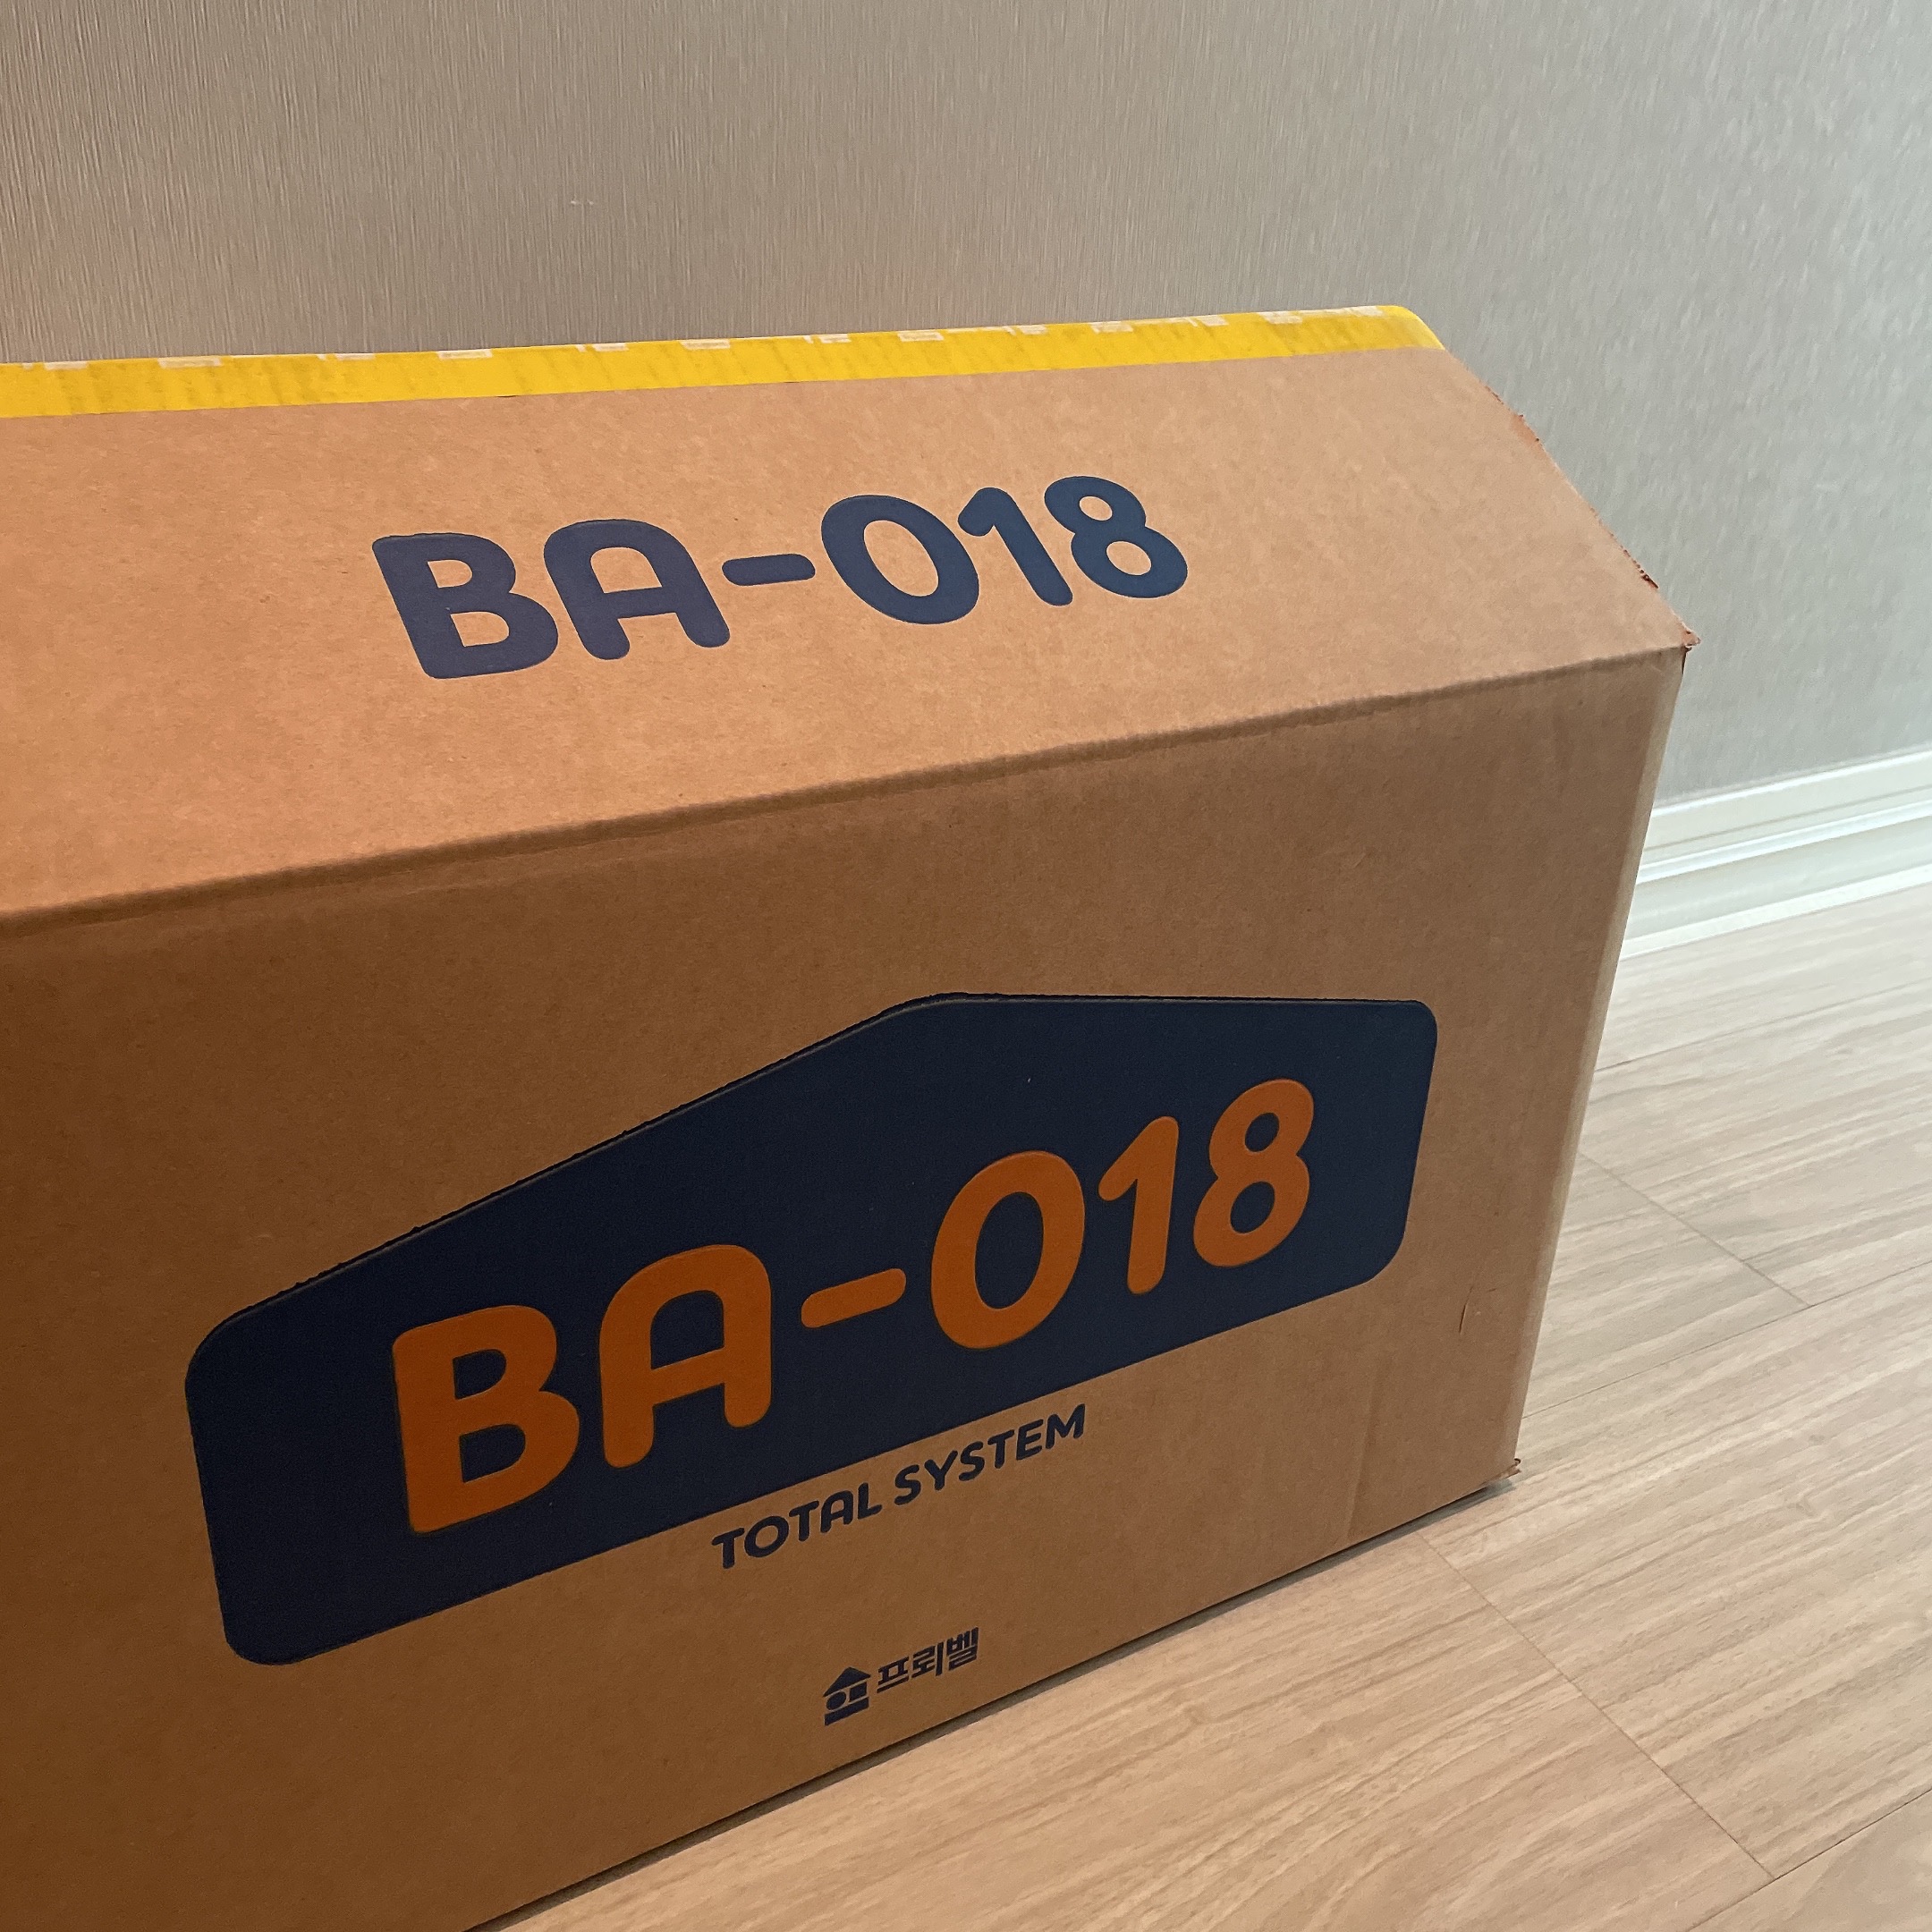 BA-018
BA-018
TOTAL SYSTEM
프뢰벨